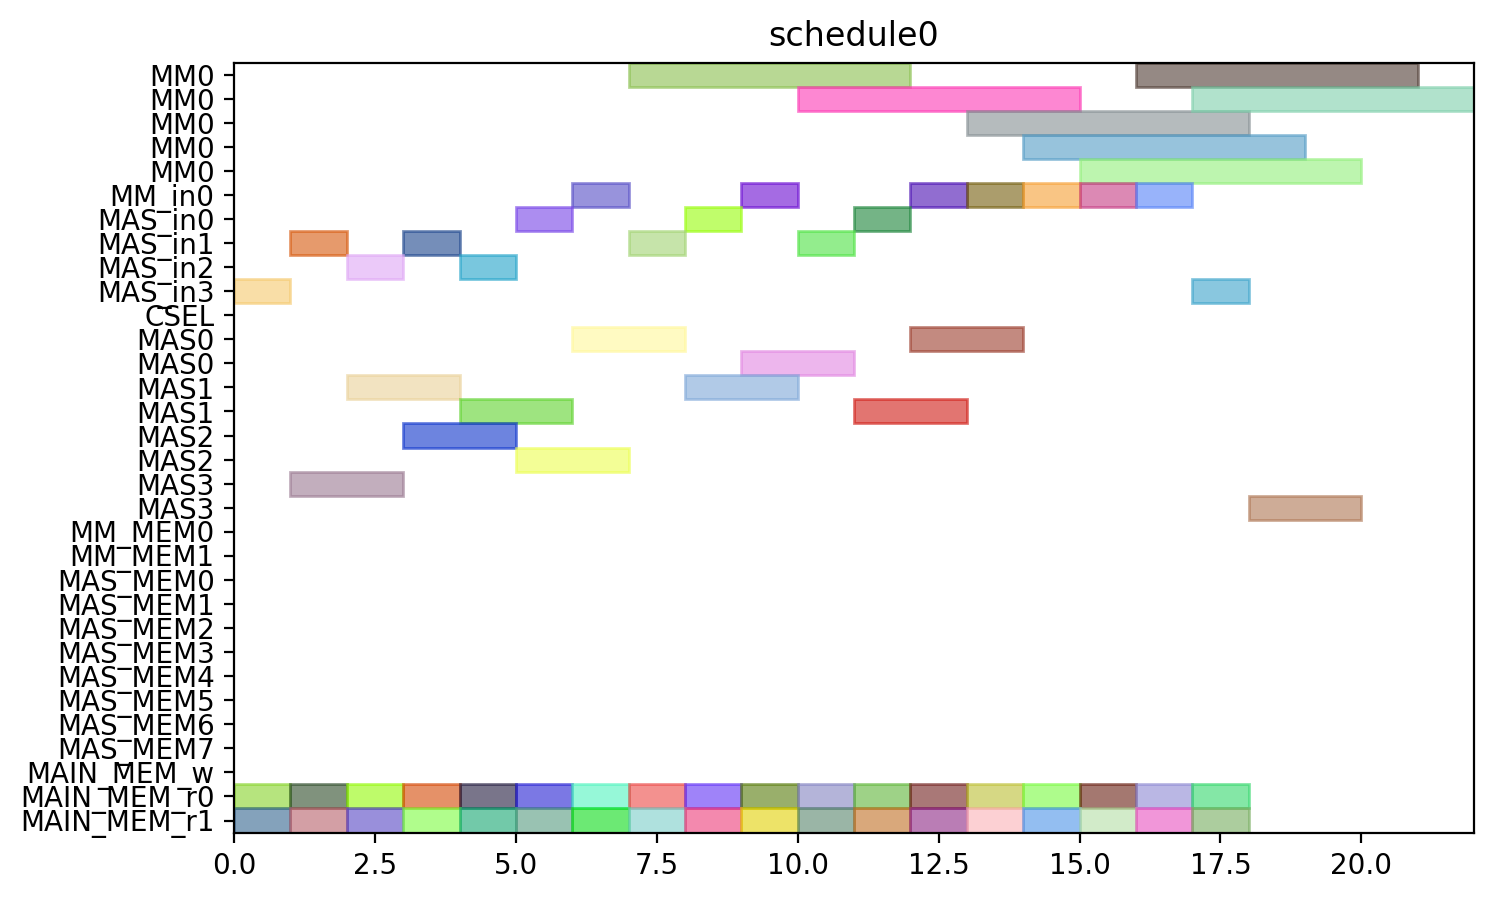 schedule0
MM0
MM0
MM0
MM0
MM0
MM_in0
MAS_in0
MAS_in1
MAS_in2
MAS_in3
CSEL
MAS0
MAS0
MAS1
MAS1
MAS2
MAS2
MAS3
MAS3
MM_MEM0
MM_MEM1
MAS_MEM0
MAS_MEM1
MAS_MEM2
MAS_MEM3
MAS_MEM4
MAS_MEM5
MAS_MEM6
MAS_MEM7
MAIN_MEM_w
MAIN_MEM_r0
MAIN_MEM_r1
0.0 2.5 5.0 7.5 10.0 12.5 15.0 17.5 20.0